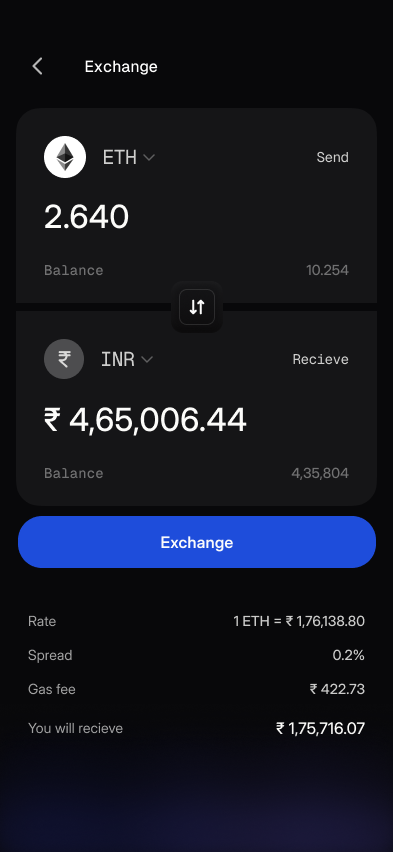 Exchange
ETH Send
2.640
Balance 10.254
₹ INR Recieve
₹ 4,65,006.44
Balance 4,35,804
Exchange
Rate 1 ETH = ₹ 1,76,138.80
Spread 0.2%
Gas fee ₹ 422.73
You will recieve ₹ 1,75,716.07